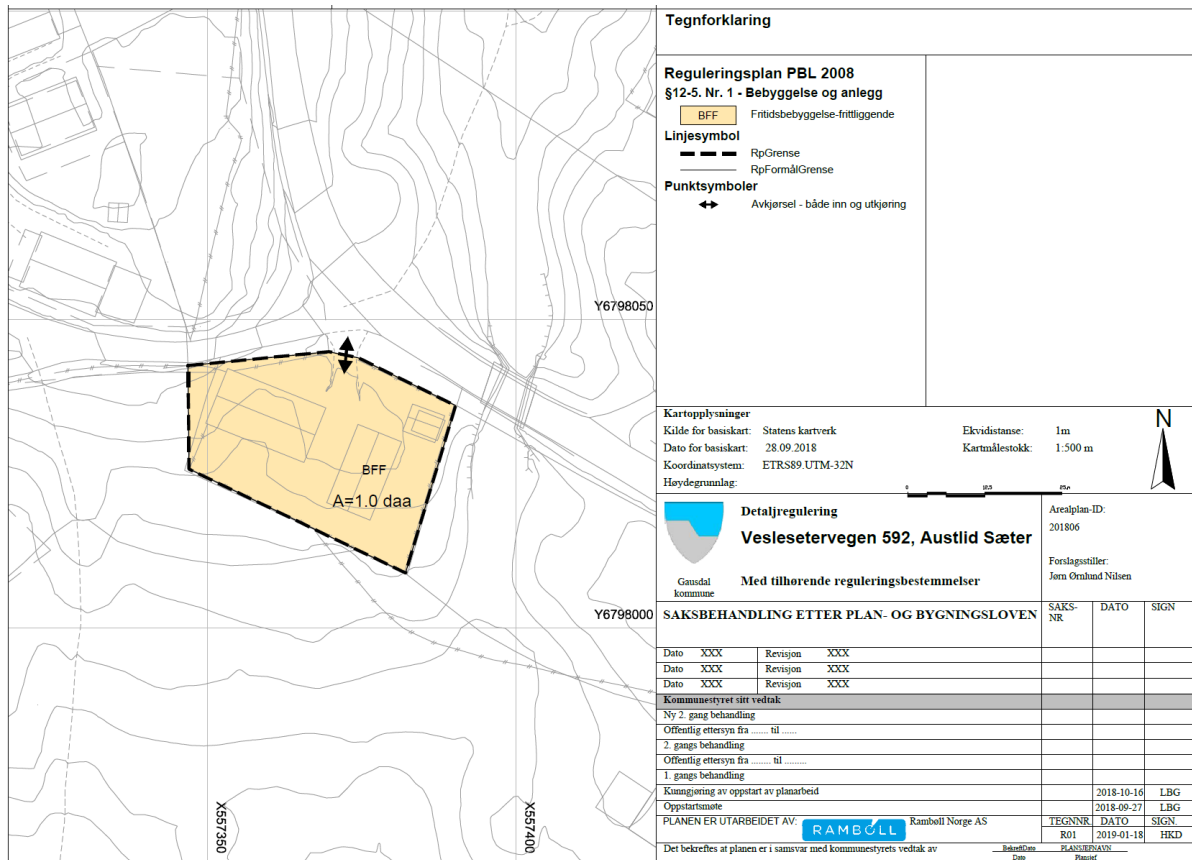 Tegnforklaring
Reguleringsplan PBL 2008
§12-5. Nr. 1 - Bebyggelse og anlegg
BFF Fritidsbebyggelse-frittliggende
Linjesymbol
RpGrense
RpFormålGrense
Punktsymboler
Avkjørsel - både inn og utkjøring
Y6798050
BFF
A=1.0 daa
Y6798000
X557350
X557400
Kartopplysninger
Kilde for basiskart: Statens kartverk Ekvidistanse: 1m
Dato for basiskart: 28.09.2018 Kartmålestokk: 1:500 m
Koordinatsystem: ETRS89.UTM-32N
Høydegrunnlag:
N
0
Detaljregulering
Veslesetervegen 592, Austlid Sæter
Med tilhørende reguleringsbestemmelser
Gausdal
kommune
Arealplan-ID:
201806
Forslagsstiller:
Jørn Ørnlund Nilsen
SAKSBEHANDLING ETTER PLAN- OG BYGNINGSLOVEN SAKS-NR DATO SIGN
Dato XXX Revisjon XXX
Dato XXX Revisjon XXX
Dato XXX Revisjon XXX
Kommunestyret sitt vedtak
Ny 2. gang behandling
Offentlig ettersyn fra ....... til ......
2. gangs behandling
Offentlig ettersyn fra ........ til .........
1. gangs behandling
Kunngjøring av oppstart av planarbeid 2018-10-16 LBG
Oppstartsmøte 2018-09-27 LBG
PLANEN ER UTARBEIDET AV: RAMBOLL Rambøll Norge AS TEGNNR. DATO SIGN.
R01 2019-01-18 HKD
Det bekreftes at planen er i samsvar med kommunestyrets vedtak av BekreftDato PLANSJEFNAVN
Dato Plansjef